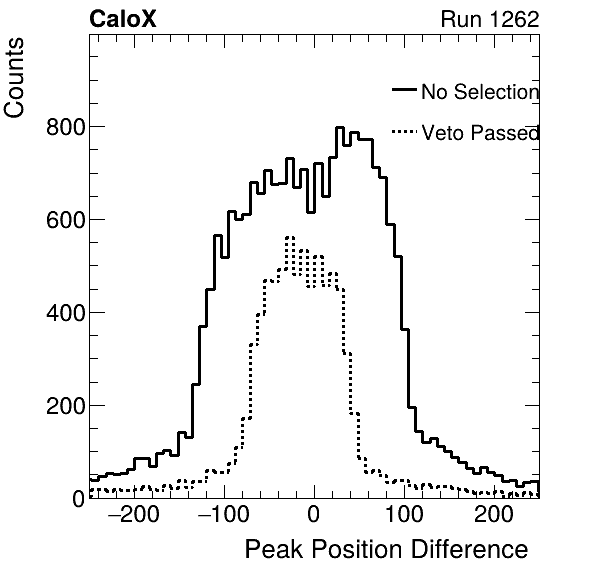 CaloX Run 1262
Counts
No Selection
Veto Passed
800
600
400
200
0
−200 −100 0 100 200
Peak Position Difference